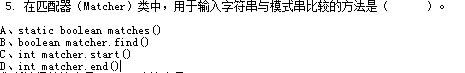 5. 在匹配器（Matcher）类中，用于输入字符串与模式串比较的方法是（      ）。
A、static boolean matches()
B、boolean matcher.find()
C、int matcher.start()
D、int matcher.end()